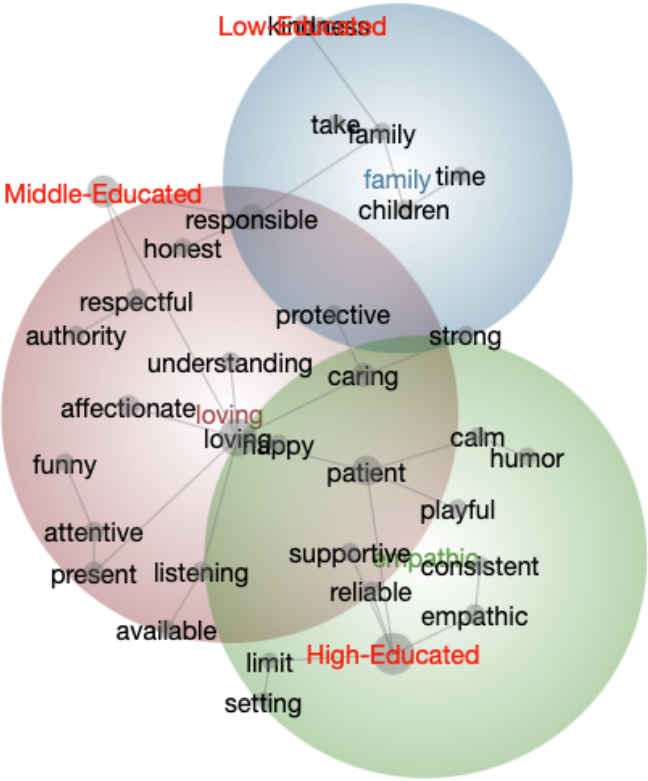 Low-Educated
kindness
take
family
family
time
children
Middle-Educated
responsible
honest
respectful
authority
protective
strong
understanding
caring
affectionate
loving
loving
happy
calm
humor
funny
patient
playful
attentive
supportive
empathic
consistent
present
listening
reliable
empathic
available
limit
High-Educated
setting